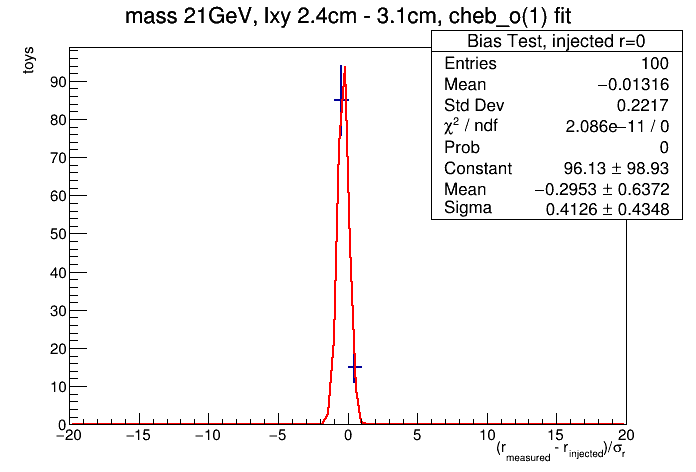 mass 21GeV, lxy 2.4cm - 3.1cm, cheb_o(1) fit
toys
Bias Test, injected r=0
Entries 100
Mean −0.01316
Std Dev 0.2217
χ² / ndf 2.086e−11 / 0
Prob 0
Constant 96.13 ± 98.93
Mean −0.2953 ± 0.6372
Sigma 0.4126 ± 0.4348
90
80
70
60
50
40
30
20
10
0
−20 −15 −10 −5 0 5 10 15 20
(r_measured - r_injected)/σ_r